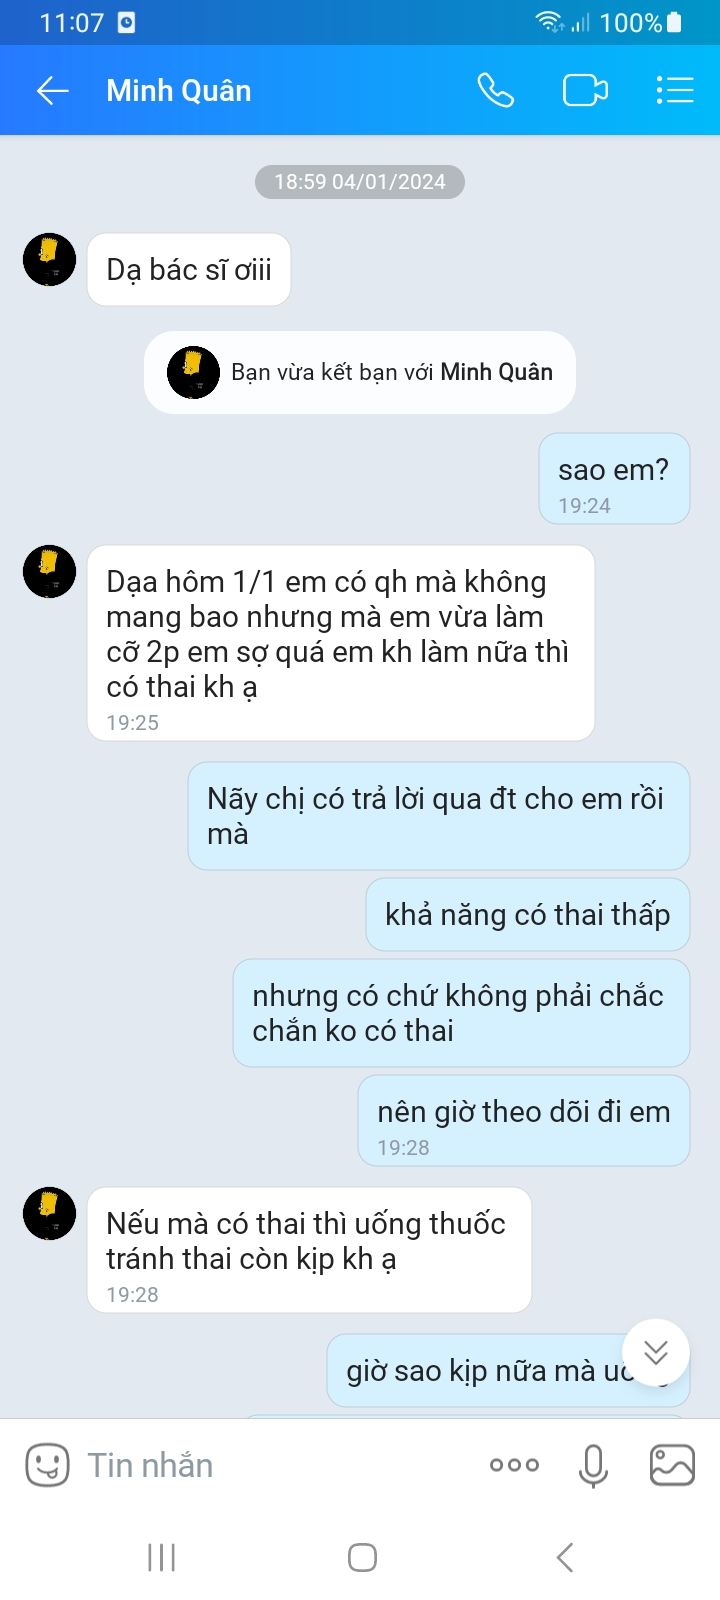 11:07
100%
Minh Quân
18:59 04/01/2024
Dạ bác sĩ ơiii
Bạn vừa kết bạn với Minh Quân
sao em?
19:24
Dạa hôm 1/1 em có qh mà không
mang bao nhưng mà em vừa làm
cỡ 2p em sợ quá em kh làm nữa thì
có thai kh ạ
19:25
Nãy chị có trả lời qua đt cho em rồi
mà
khả năng có thai thấp
nhưng có chứ không phải chắc
chắn ko có thai
nên giờ theo dõi đi em
19:28
Nếu mà có thai thì uống thuốc
tránh thai còn kịp kh ạ
19:28
giờ sao kịp nữa mà
Tin nhắn